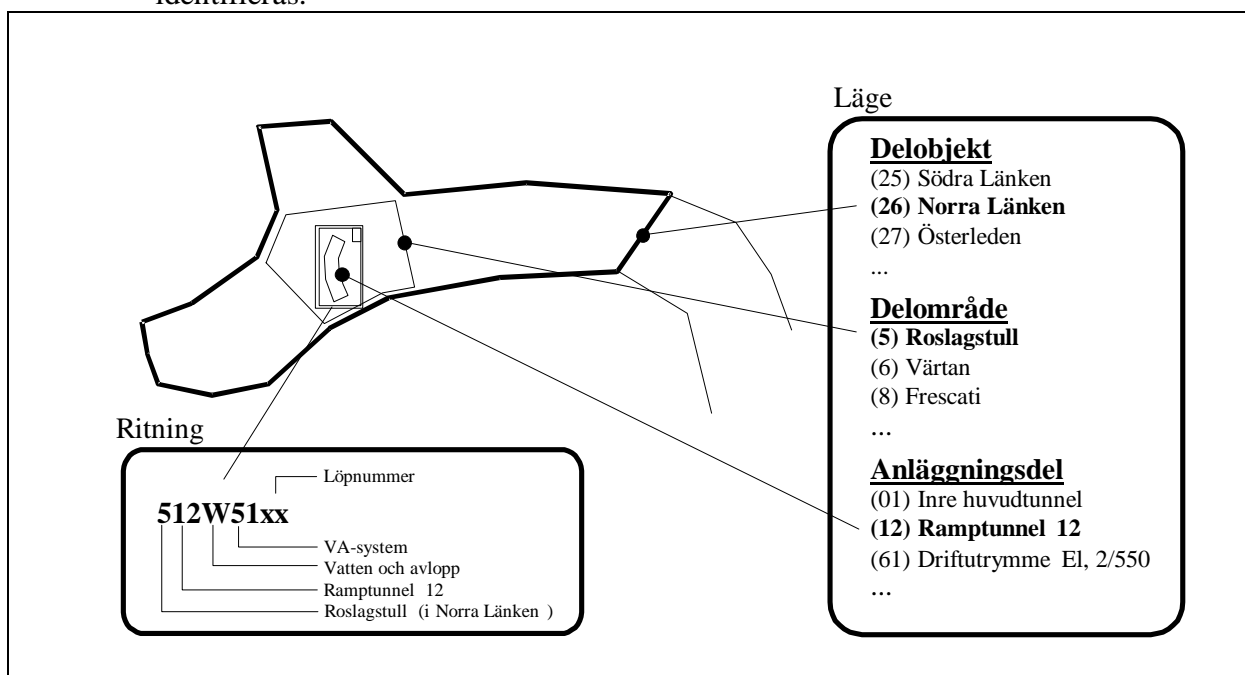 identifieras.
Läge
Delobjekt
(25) Södra Länken
(26) Norra Länken
(27) Österleden
...
Delområde
(5) Roslagstull
(6) Värtan
(8) Frescati
...
Anläggningsdel
(01) Inre huvudtunnel
(12) Ramptunnel 12
(61) Driftutrymme El, 2/550
...
Ritning
Löpnummer
512W51xx
VA-system
Vatten och avlopp
Ramptunnel 12
Roslagstull (i Norra Länken )